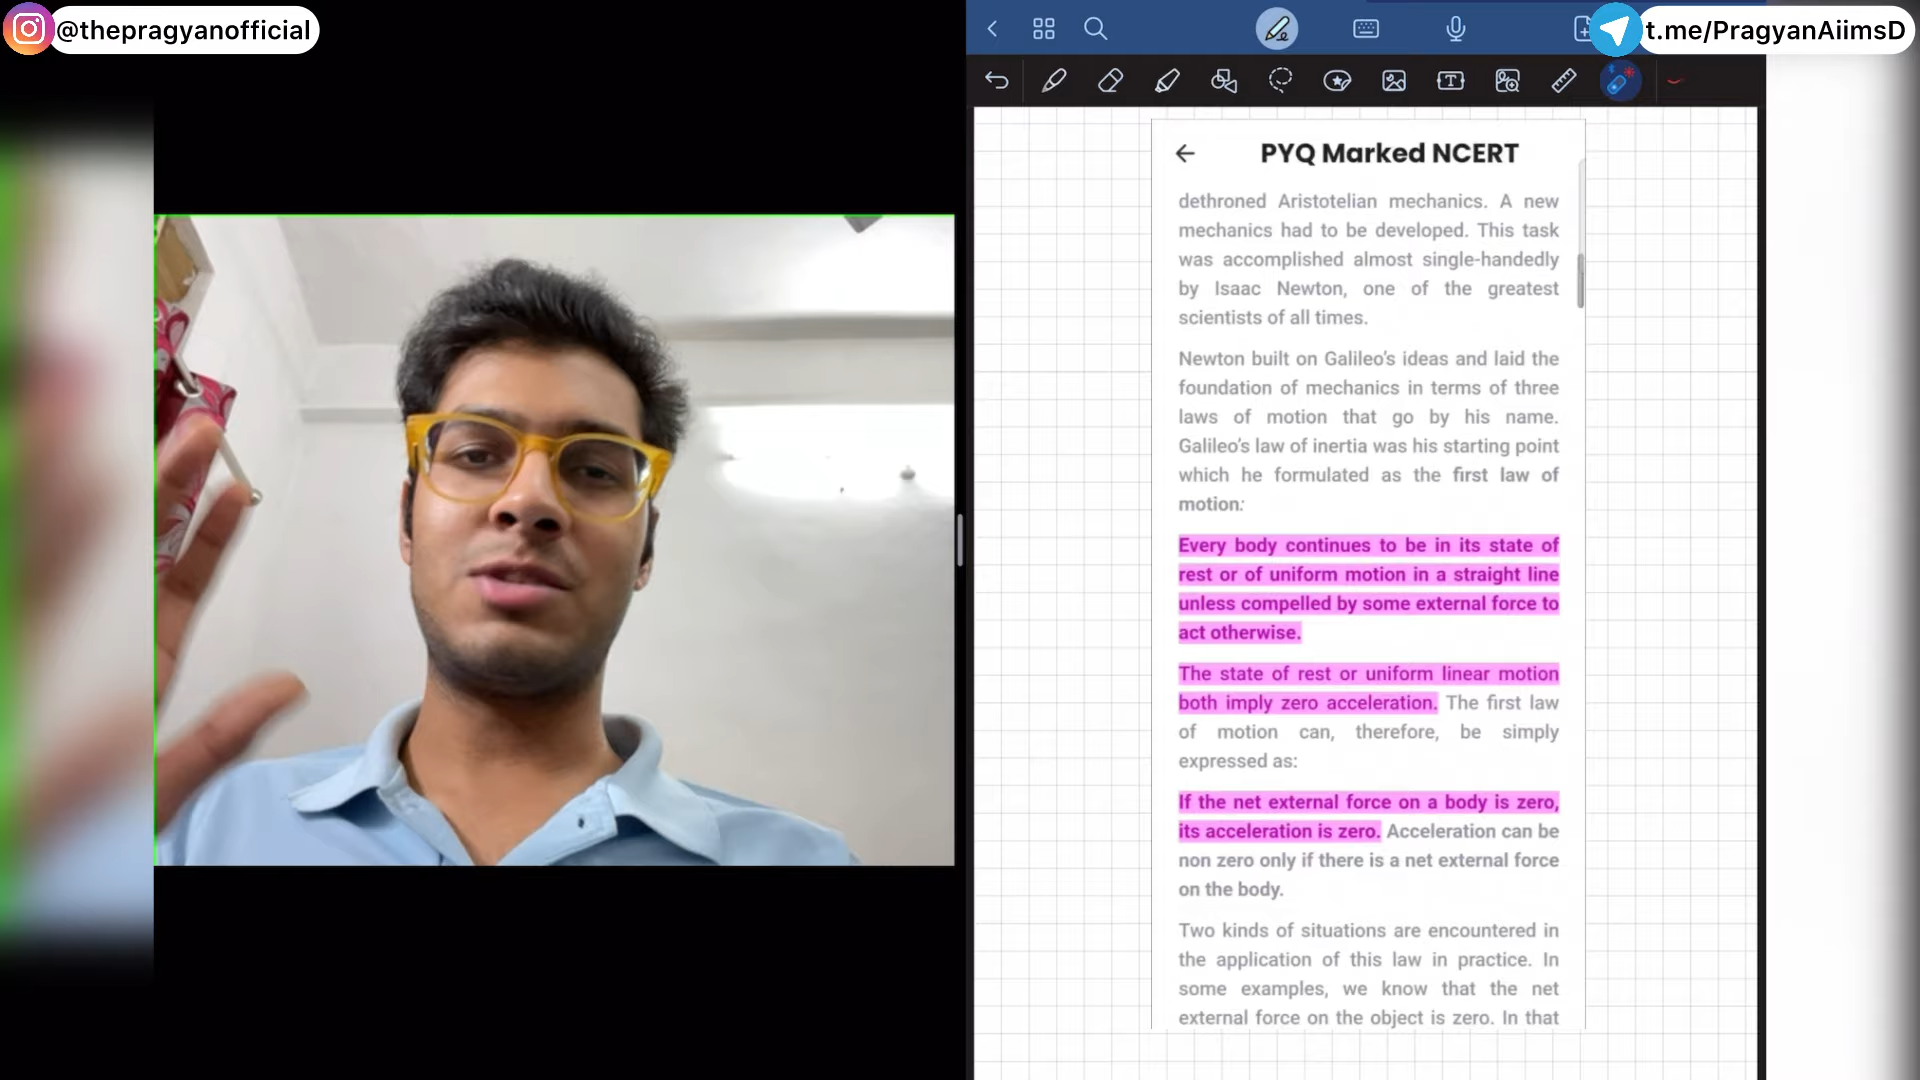 @thepragyanofficial
t.me/PragyanAiimsD
PYQ Marked NCERT
dethroned Aristotelian mechanics. A new
mechanics had to be developed. This task
was accomplished almost single-handedly
by Isaac Newton, one of the greatest
scientists of all times.
Newton built on Galileo’s ideas and laid the
foundation of mechanics in terms of three
laws of motion that go by his name.
Galileo’s law of inertia was his starting point
which he formulated as the first law of
motion:
Every body continues to be in its state of
rest or of uniform motion in a straight line
unless compelled by some external force to
act otherwise.
The state of rest or uniform linear motion
both imply zero acceleration. The first law
of motion can, therefore, be simply
expressed as:
If the net external force on a body is zero,
its acceleration is zero. Acceleration can be
non zero only if there is a net external force
on the body.
Two kinds of situations are encountered in
the application of this law in practice. In
some examples, we know that the net
external force on the object is zero. In that